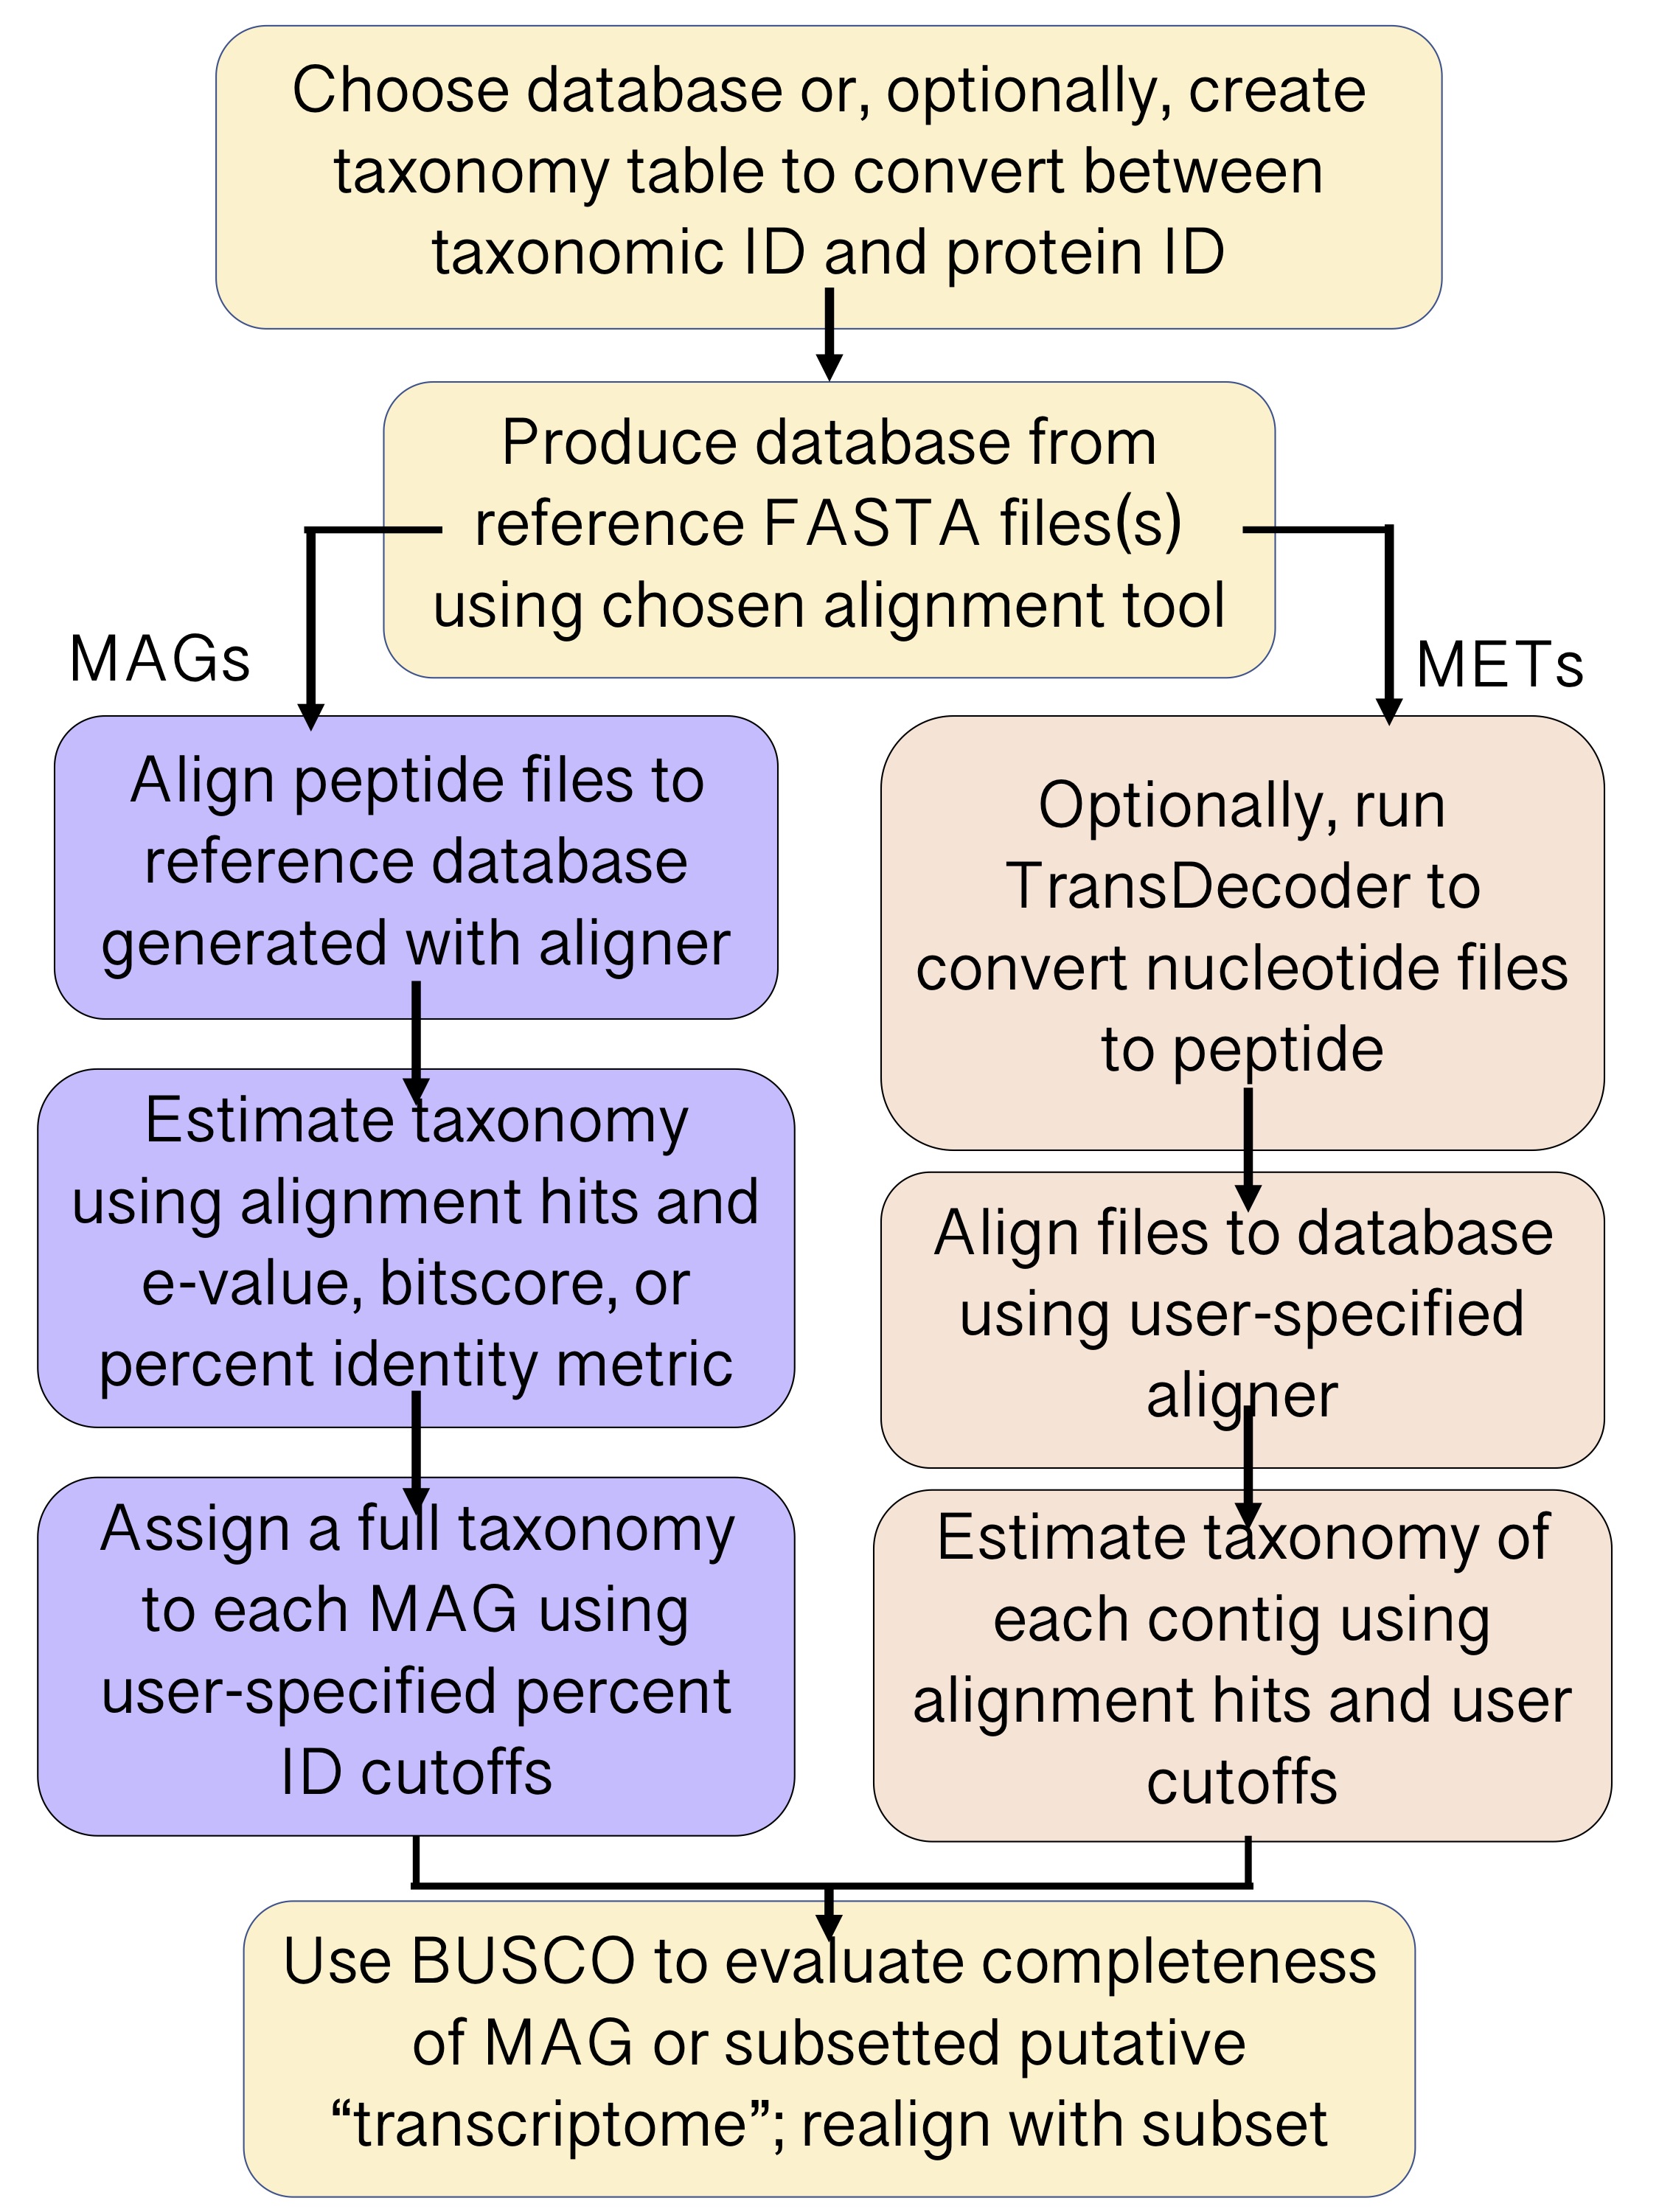 Choose database or, optionally, create
taxonomy table to convert between
taxonomic ID and protein ID
Produce database from
reference FASTA files(s)
using chosen alignment tool
MAGs
METs
Align peptide files to
reference database
generated with aligner
Estimate taxonomy
using alignment hits and
e-value, bitscore, or
percent identity metric
Assign a full taxonomy
to each MAG using
user-specified percent
ID cutoffs
Optionally, run
TransDecoder to
convert nucleotide files
to peptide
Align files to database
using user-specified
aligner
Estimate taxonomy of
each contig using
alignment hits and user
cutoffs
Use BUSCO to evaluate completeness
of MAG or subsetted putative
“transcriptome”; realign with subset